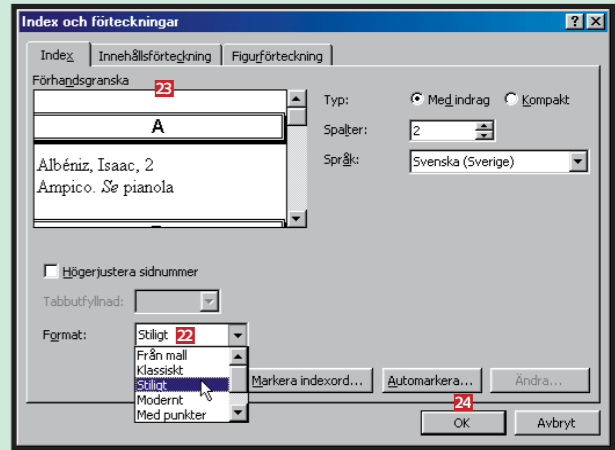 Index och förteckningar
Index Innehållsförteckning Figurförteckning
Förhandsgranska
23
A
Albéniz, Isaac, 2
Ampico. Se pianola
Typ: Med indrag Kompakt
Spalter: 2
Språk: Svenska (Sverige)
Högerjustera sidnummer
Tabbutfyllnad:
Format: Stiligt 22
Från mall
Klassiskt
Stiligt
Modernt
Med punkter
Markera indexord... Automarkera... Ändra...
24
OK Avbryt